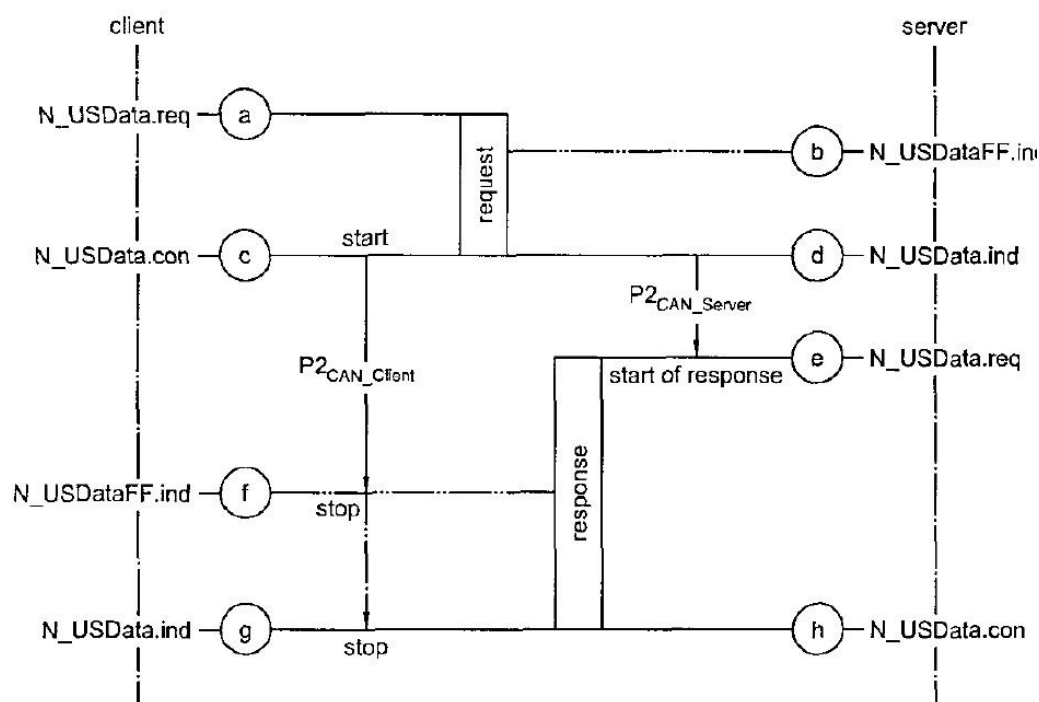 client
server
N_USData.req
a
b
N_USDataFF.in
request
N_USData.con
c
start
d
N_USData.ind
P2CAN_Server
e
N_USData.req
start of response
P2CAN_Client
response
N_USDataFF.ind
f
stop
N_USData.ind
g
stop
h
N_USData.con